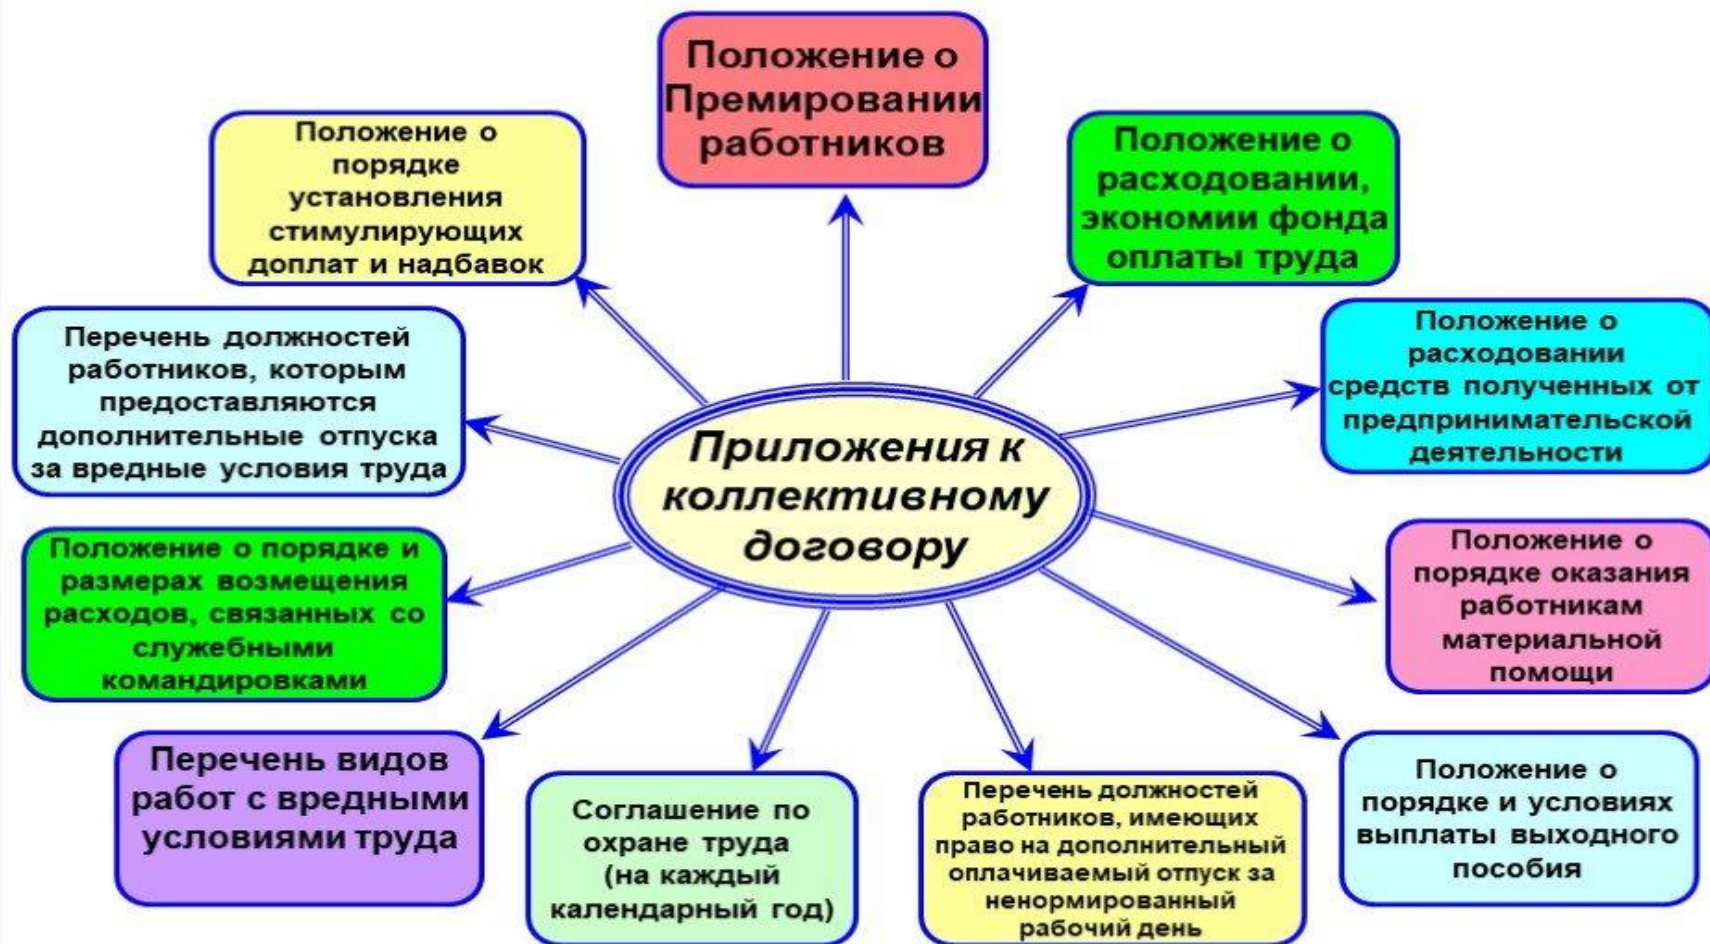 Положение о
Премировании
работников
Положение о
порядке
установления
стимулирующих
доплат и надбавок
Положение о
расходовании,
экономии фонда
оплаты труда
Перечень должностей
работников, которым
предоставляются
дополнительные отпуска
за вредные условия труда
Положение о
расходовании
средств полученных от
предпринимательской
деятельности
Приложения к
коллективному
договору
Положение о порядке и
размерах возмещения
расходов, связанных со
служебными
командировками
Положение о
порядке оказания
работникам
материальной
помощи
Перечень видов
работ с вредными
условиями труда
Соглашение по
охране труда
(на каждый
календарный год)
Перечень должностей
работников, имеющих
право на дополнительный
оплачиваемый отпуск за
ненормированный
рабочий день
Положение о
порядке и условиях
выплаты выходного
пособия